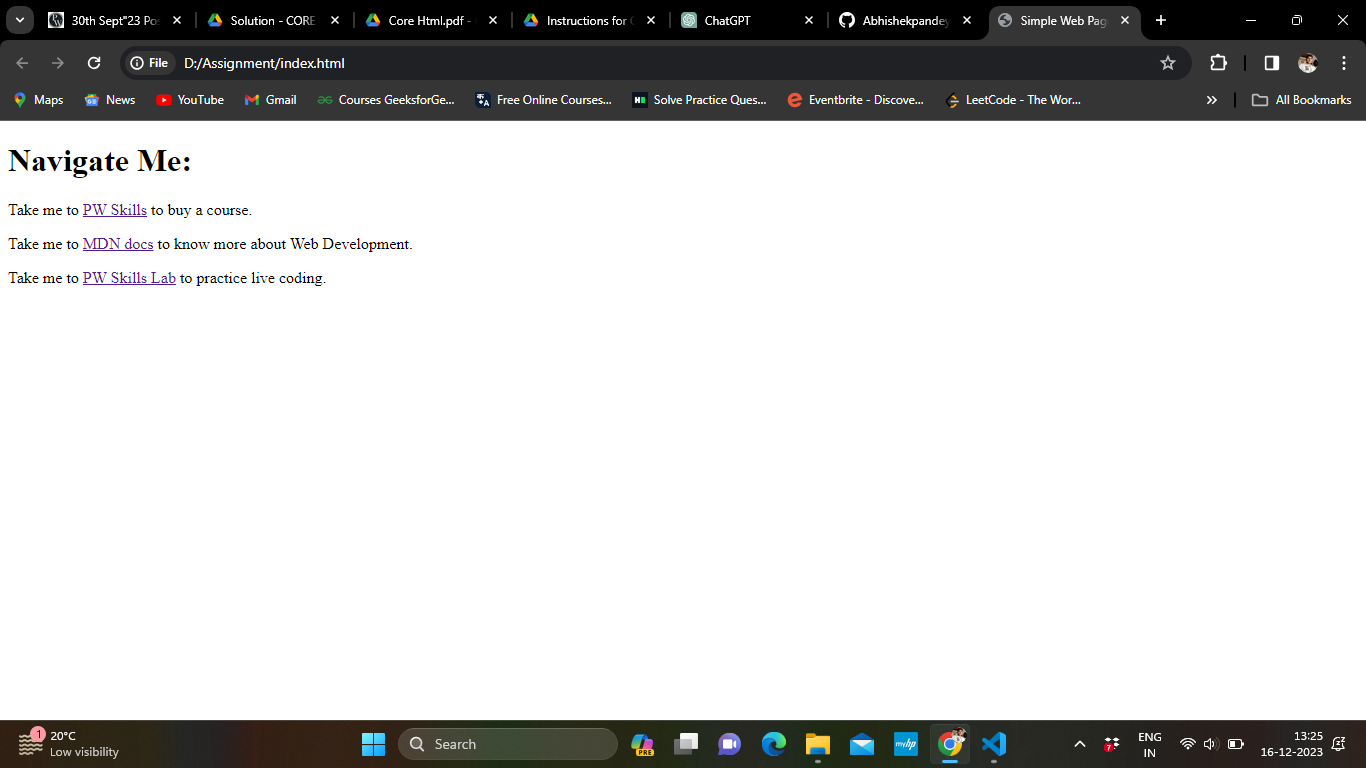 30th Sept"23 Pos
Solution - CORE
Core Html.pdf -
Instructions for C
ChatGPT
Abhishekpandey
Simple Web Pag
File D:/Assignment/index.html
Maps News YouTube Gmail Courses GeeksforGe... Free Online Courses... Solve Practice Ques... Eventbrite - Discove... LeetCode - The Wor... » All Bookmarks
Navigate Me:
Take me to PW Skills to buy a course.
Take me to MDN docs to know more about Web Development.
Take me to PW Skills Lab to practice live coding.
1
20°C
Low visibility
Search
PRE
myhp
7
ENG
IN
13:25
16-12-2023